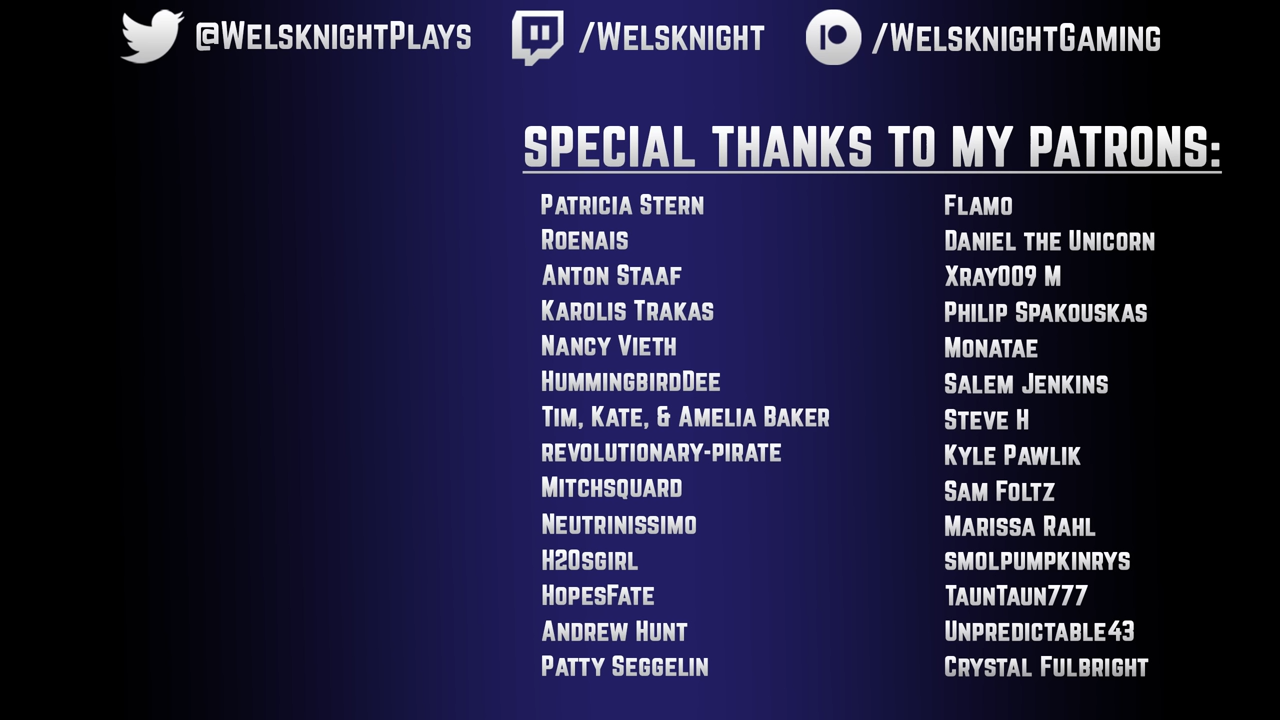 @WelsknightPlays
/Welsknight
/WelsknightGaming
SPECIAL THANKS TO MY PATRONS:
Patricia Stern
Roenais
Anton Staaf
Karolis Trakas
Nancy Vieth
HummingbirdDee
Tim, Kate, & Amelia Baker
revolutionary-pirate
Mitchsquard
Neutrinissimo
H2Osgirl
HopesFate
Andrew Hunt
Patty Seggelin
Flamo
Daniel the Unicorn
Xray009 M
Philip Spakouskas
Monatae
Salem Jenkins
Steve H
Kyle Pawlik
Sam Foltz
Marissa Rahl
smolpumpkinrys
TaunTaun777
Unpredictable43
Crystal Fulbright